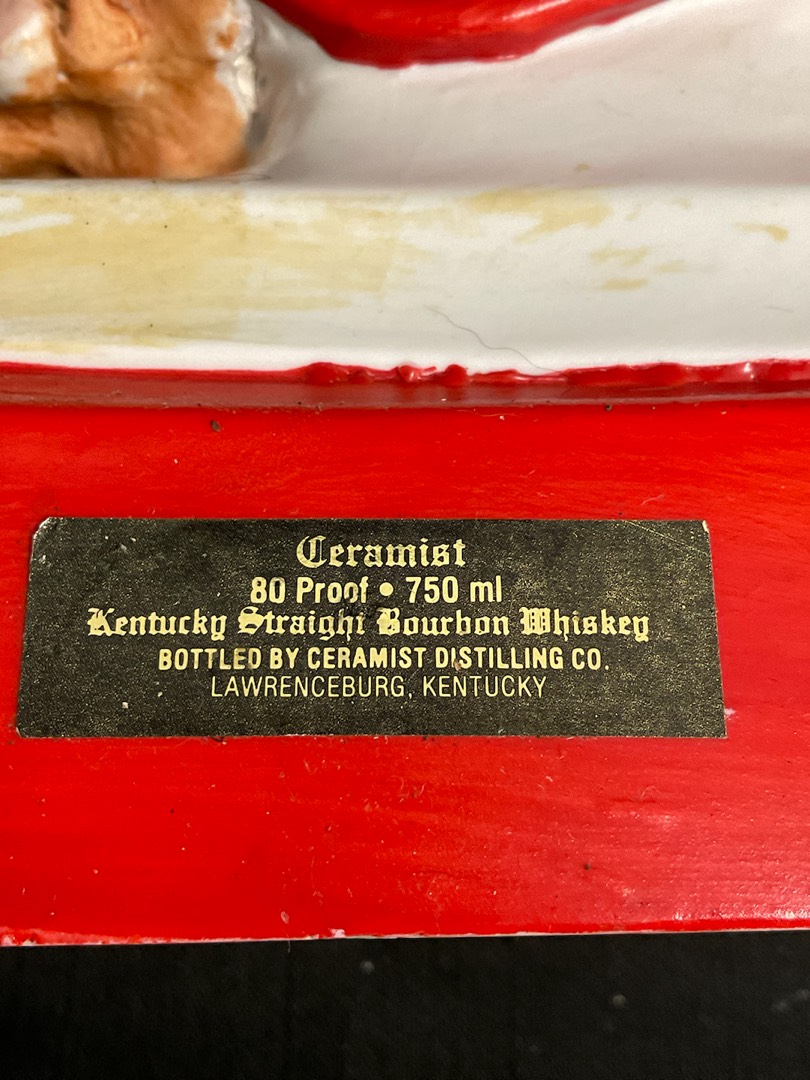 Ceramist
80 Proof • 750 ml
Kentucky Straight Bourbon Whiskey
BOTTLED BY CERAMIST DISTILLING CO.
LAWRENCEBURG, KENTUCKY